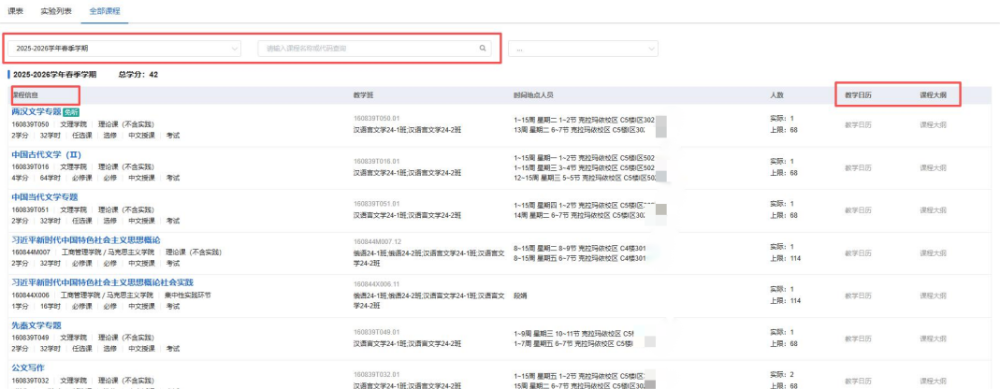 课表 实验列表 全部课程
2025-2026学年春季学期 请输入课程名称或代码查询 ...
2025-2026学年春季学期 总学分：42
课程信息 教学班 时间地点人员 人数 教学日历 课程大纲
两汉文学专题 免听
160839T050 文理学院 理论课（不含实践）
2学分 32学时 任选课 选修 中文授课 考试
160839T050.01
汉语言文学24-1班;汉语言文学24-2班
1~15周 星期二 1~2节 克拉玛依校区 C5楼I区302
13周 星期二 6~7节 克拉玛依校区 C5楼I区3
实际：1
上限：68
教学日历 课程大纲
中国古代文学（Ⅱ）
160839T016 文理学院 理论课（不含实践）
4学分 64学时 必修课 必修 中文授课 考试
160839T016.01
汉语言文学24-1班;汉语言文学24-2班
1~15周 星期一 1~2节 克拉玛依校区 C5楼I区502
1~15周 星期三 3~4节 克拉玛依校区 C5楼I区502
12~15周 星期三 5~5节 克拉玛依校区 C5楼I区50
实际：1
上限：68
教学日历 课程大纲
中国当代文学专题
160839T051 文理学院 理论课（不含实践）
2学分 32学时 任选课 选修 中文授课 考试
160839T051.01
汉语言文学24-1班;汉语言文学24-2班
1~15周 星期四 1~2节 克拉玛依校区 C5楼I区
14周 星期二 6~7节 克拉玛依校区 C5楼I区30
实际：1
上限：68
教学日历 课程大纲
习近平新时代中国特色社会主义思想概论
160844M007 工商管理学院 / 马克思主义学院 理论课（不含实践）
2学分 32学时 必修课 必修 中文授课 考试
160844M007.12
俄语24-1班;俄语24-2班;汉语言文学24-1班;汉语言文
学24-2班
8~15周 星期二 8~9节 克拉玛依校区 C4楼301
8~15周 星期五 6~7节 克拉玛依校区 C4楼301
实际：1
上限：114
教学日历 课程大纲
习近平新时代中国特色社会主义思想概论社会实践
160844X006 工商管理学院 / 马克思主义学院 集中性实践环节
1学分 16学时 必修课 必修 中文授课 考试
160844X006.11
俄语24-1班;俄语24-2班;汉语言文学24-1班;汉语言文
学24-2班
段娟
实际：1
上限：114
教学日历 课程大纲
先秦文学专题
160839T049 文理学院 理论课（不含实践）
2学分 32学时 任选课 选修 中文授课 考试
160839T049.01
汉语言文学24-1班;汉语言文学24-2班
1~9周 星期三 10~11节 克拉玛依校区 C5
1~7周 星期五 6~7节 克拉玛依校区 C5楼
实际：1
上限：68
教学日历 课程大纲
公文写作
160839T032 文理学院 理论课（不含实践）
160839T032.01
汉语言文学24-1班;汉语言文学24-2班
1~15周 星期五 1~2节 克拉玛依校区 C5楼I区
15周 星期二 6~7节 克拉玛依校区 C5楼I区30
实际：2
上限：68
教学日历 课程大纲